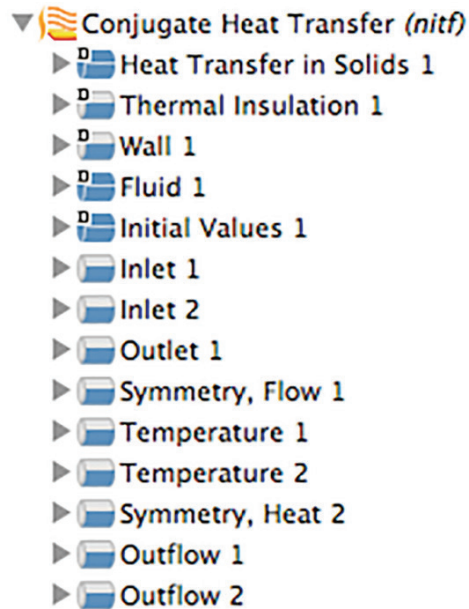 Conjugate Heat Transfer (nitf)
D Heat Transfer in Solids 1
D Thermal Insulation 1
D Wall 1
D Fluid 1
D Initial Values 1
Inlet 1
Inlet 2
Outlet 1
Symmetry, Flow 1
Temperature 1
Temperature 2
Symmetry, Heat 2
Outflow 1
Outflow 2